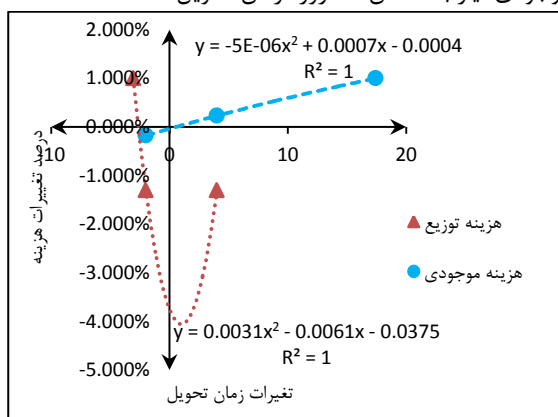 2.000%
y = -5E-06x² + 0.0007x - 0.0004
R² = 1
1.000%
0.000%
10
0
10
20
-1.000%
-2.000%
-3.000%
-4.000%
-5.000%
درصد تغییرات هزینه
هزینه توزیع
هزینه موجودی
y = 0.0031x² - 0.0061x - 0.0375
R² = 1
تغیرات زمان تحویل